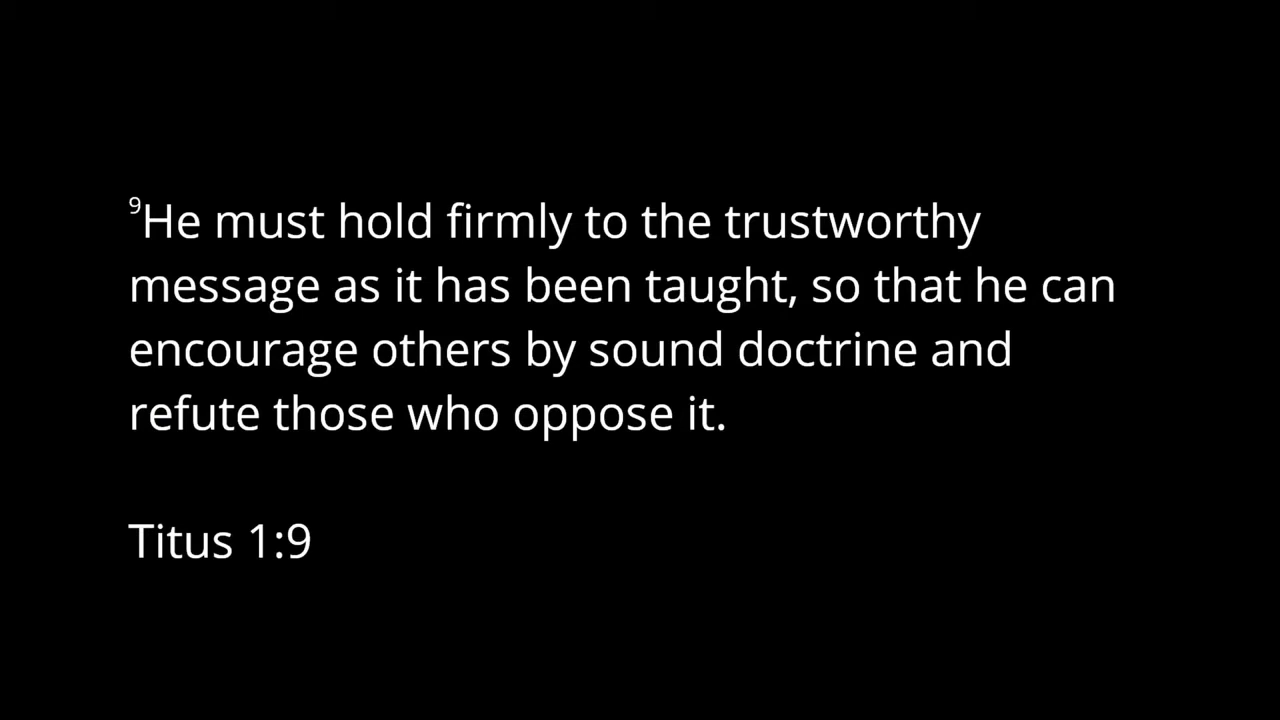 ⁹He must hold firmly to the trustworthy
message as it has been taught, so that he can
encourage others by sound doctrine and
refute those who oppose it.
Titus 1:9